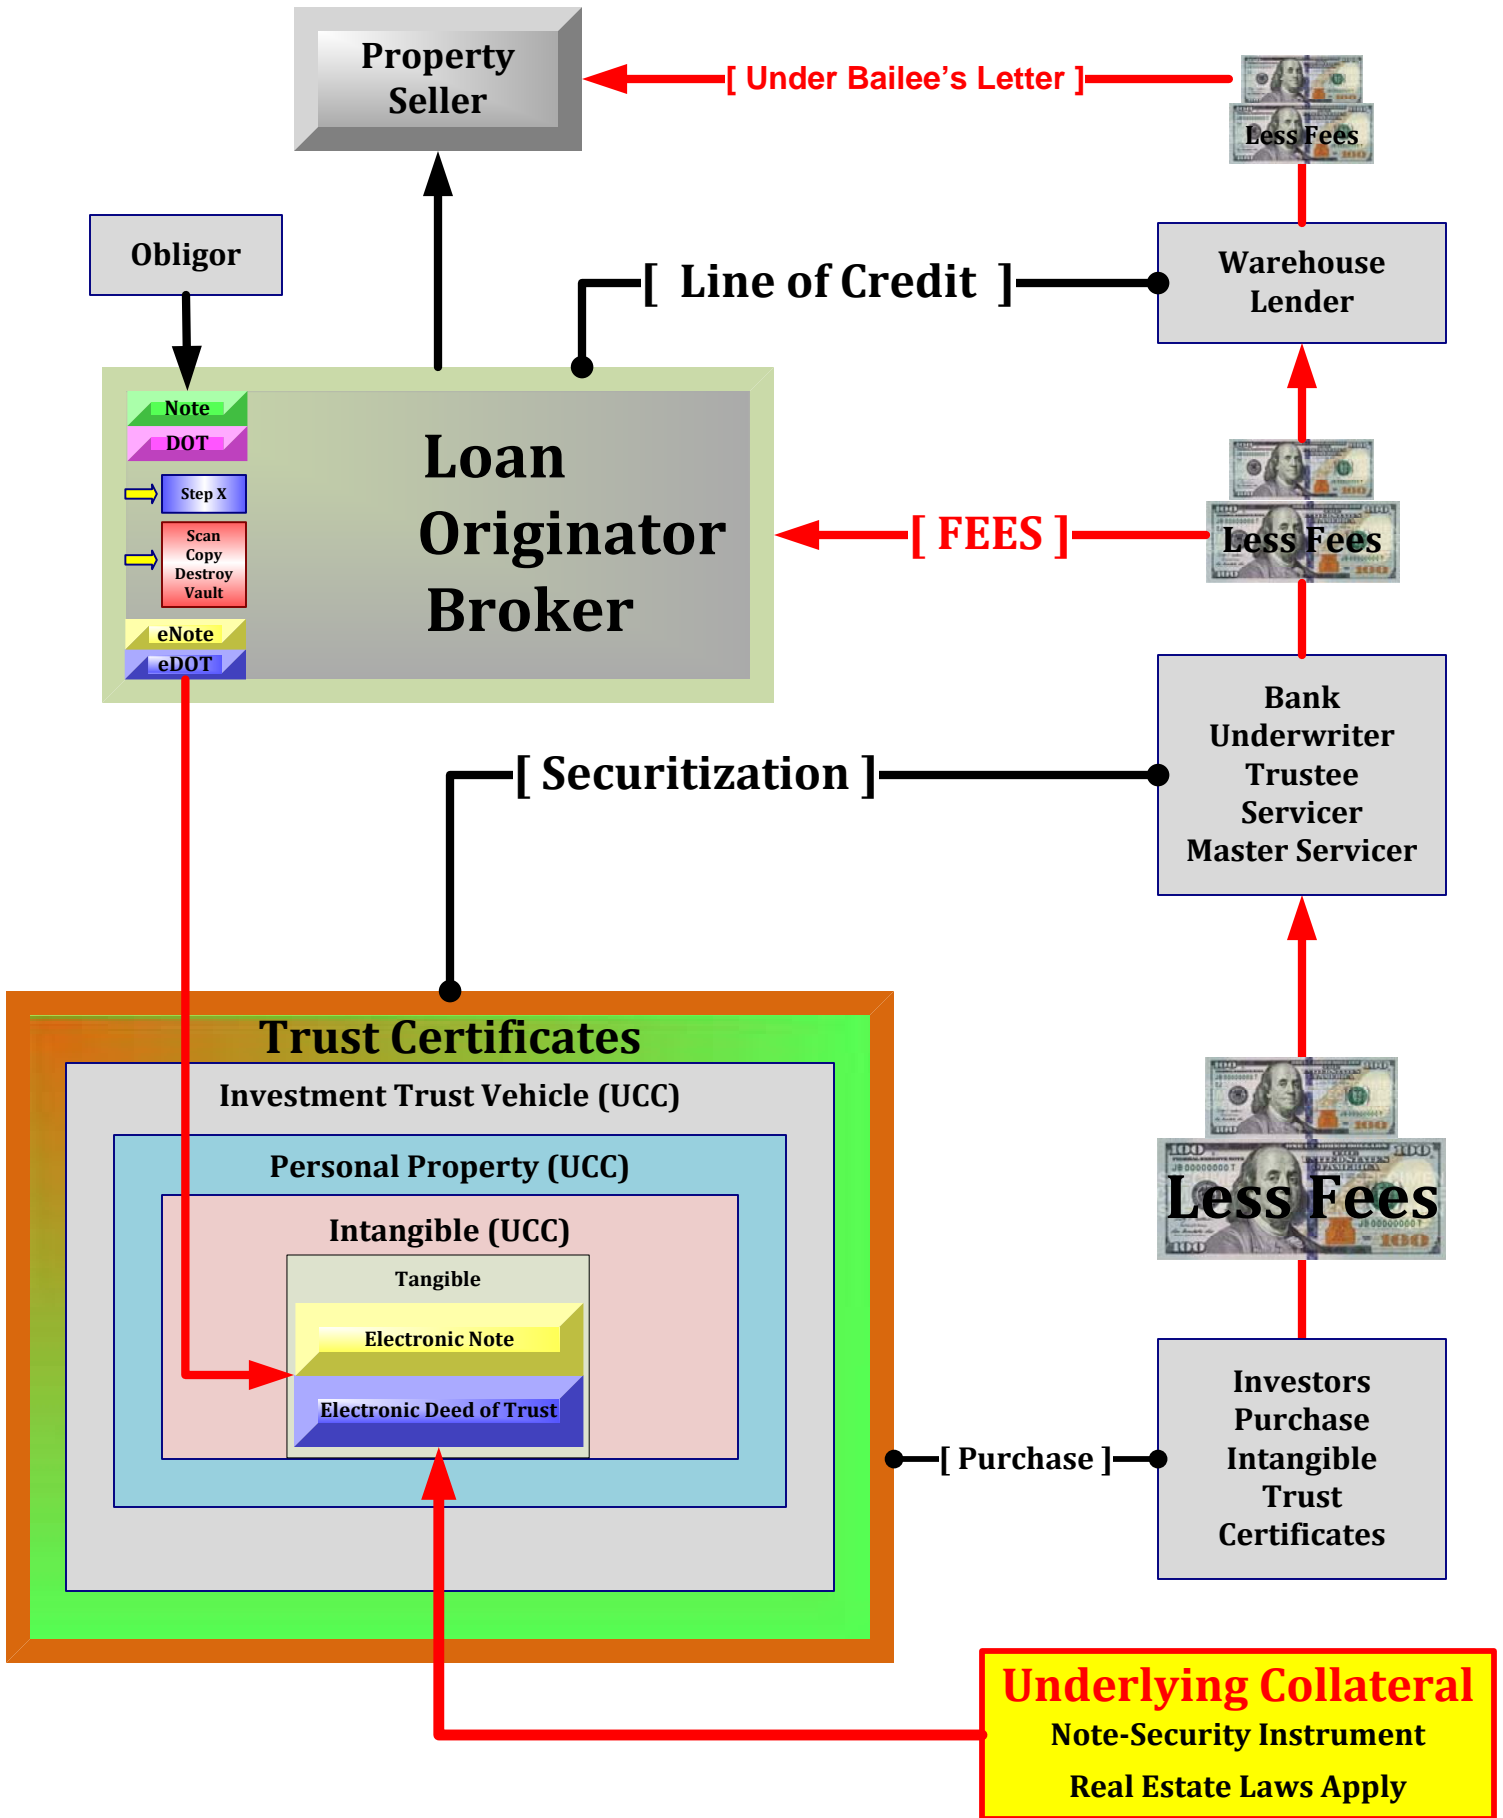 Property
Seller
[ Under Bailee's Letter ]
Less Fees
Obligor
[ Line of Credit ]
Warehouse
Lender
Note
DOT
Step X
Scan
Copy
Destroy
Vault
eNote
eDOT
Loan
Originator
Broker
[ FEES ]
Less Fees
Bank
Underwriter
Trustee
Servicer
Master Servicer
[ Securitization ]
Trust Certificates
Investment Trust Vehicle (UCC)
Personal Property (UCC)
Intangible (UCC)
Tangible
Electronic Note
Electronic Deed of Trust
Less Fees
[ Purchase ]
Investors
Purchase
Intangible
Trust
Certificates
Underlying Collateral
Note-Security Instrument
Real Estate Laws Apply